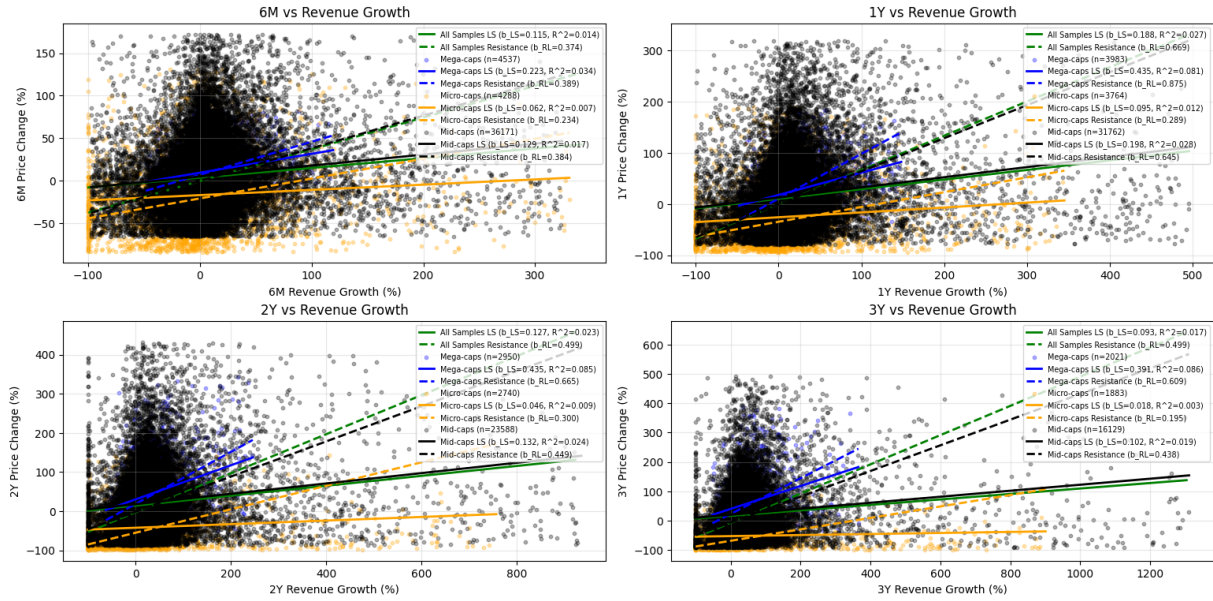 6M vs Revenue Growth
6M Price Change (%)
150
100
50
0
−50
All Samples LS (b_LS=0.115, R^2=0.014)
All Samples Resistance (b_RL=0.374)
Mega-caps (n=4537)
Mega-caps LS (b_LS=0.223, R^2=0.034)
Mega-caps Resistance (b_RL=0.389)
Micro-caps (n=4288)
Micro-caps LS (b_LS=0.062, R^2=0.007)
Micro-caps Resistance (b_RL=0.234)
Mid-caps (n=36171)
Mid-caps LS (b_LS=0.129, R^2=0.017)
Mid-caps Resistance (b_RL=0.384)
−100 0 100 200 300
6M Revenue Growth (%)
1Y vs Revenue Growth
1Y Price Change (%)
300
200
100
0
−100
All Samples LS (b_LS=0.188, R^2=0.027)
All Samples Resistance (b_RL=0.669)
Mega-caps (n=3983)
Mega-caps LS (b_LS=0.435, R^2=0.081)
Mega-caps Resistance (b_RL=0.875)
Micro-caps (n=3764)
Micro-caps LS (b_LS=0.095, R^2=0.012)
Micro-caps Resistance (b_RL=0.289)
Mid-caps (n=31762)
Mid-caps LS (b_LS=0.198, R^2=0.028)
Mid-caps Resistance (b_RL=0.645)
−100 0 100 200 300 400 500
1Y Revenue Growth (%)
2Y vs Revenue Growth
2Y Price Change (%)
400
300
200
100
0
−100
All Samples LS (b_LS=0.127, R^2=0.023)
All Samples Resistance (b_RL=0.499)
Mega-caps (n=2950)
Mega-caps LS (b_LS=0.435, R^2=0.085)
Mega-caps Resistance (b_RL=0.665)
Micro-caps (n=2740)
Micro-caps LS (b_LS=0.046, R^2=0.009)
Micro-caps Resistance (b_RL=0.300)
Mid-caps (n=23588)
Mid-caps LS (b_LS=0.132, R^2=0.024)
Mid-caps Resistance (b_RL=0.449)
0 200 400 600 800
2Y Revenue Growth (%)
3Y vs Revenue Growth
3Y Price Change (%)
600
500
400
300
200
100
0
−100
All Samples LS (b_LS=0.093, R^2=0.017)
All Samples Resistance (b_RL=0.499)
Mega-caps (n=2021)
Mega-caps LS (b_LS=0.391, R^2=0.086)
Mega-caps Resistance (b_RL=0.609)
Micro-caps (n=1883)
Micro-caps LS (b_LS=0.018, R^2=0.003)
Micro-caps Resistance (b_RL=0.195)
Mid-caps (n=16129)
Mid-caps LS (b_LS=0.102, R^2=0.019)
Mid-caps Resistance (b_RL=0.438)
0 200 400 600 800 1000 1200
3Y Revenue Growth (%)